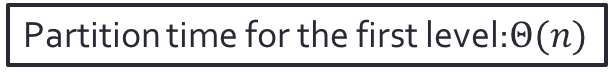 Partition time for the first level:Θ(n)